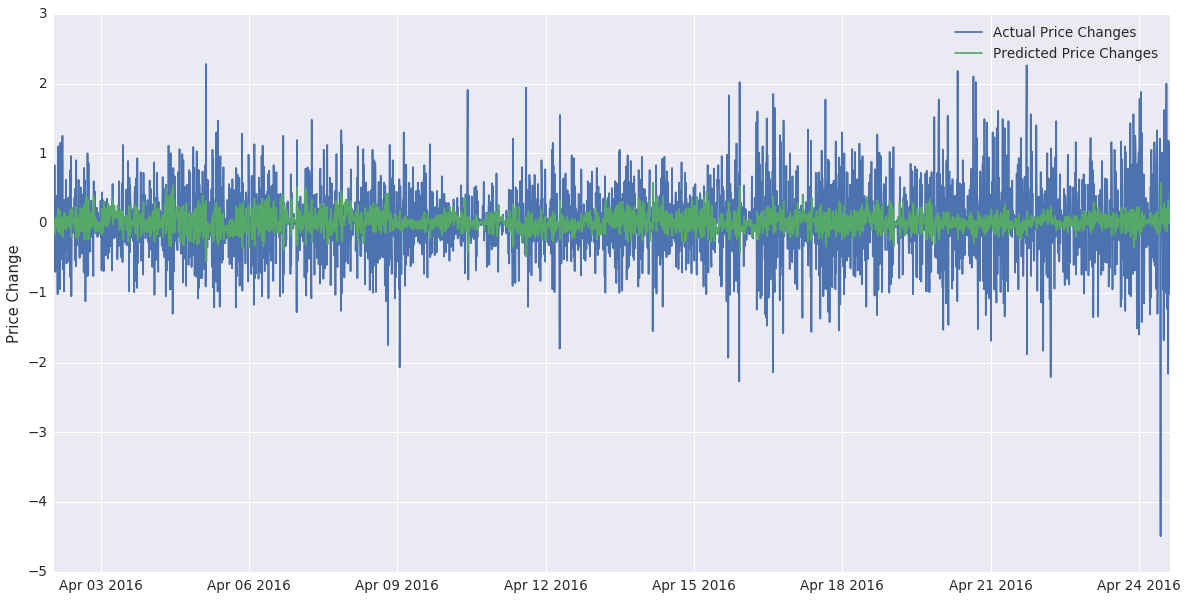 Actual Price Changes
Predicted Price Changes
Price Change
3
2
1
0
−1
−2
−3
−4
−5
Apr 03 2016 Apr 06 2016 Apr 09 2016 Apr 12 2016 Apr 15 2016 Apr 18 2016 Apr 21 2016 Apr 24 2016